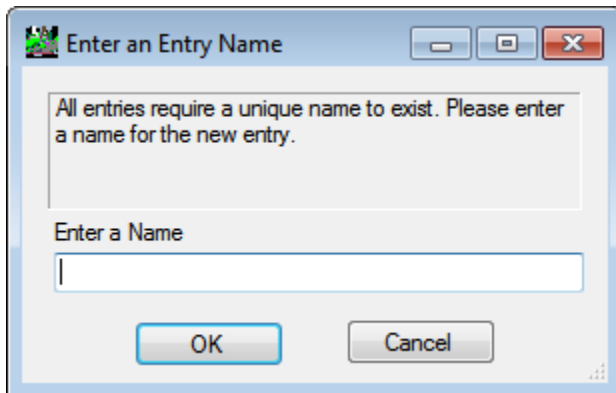 Enter an Entry Name
All entries require a unique name to exist. Please enter
a name for the new entry.
Enter a Name
OK
Cancel